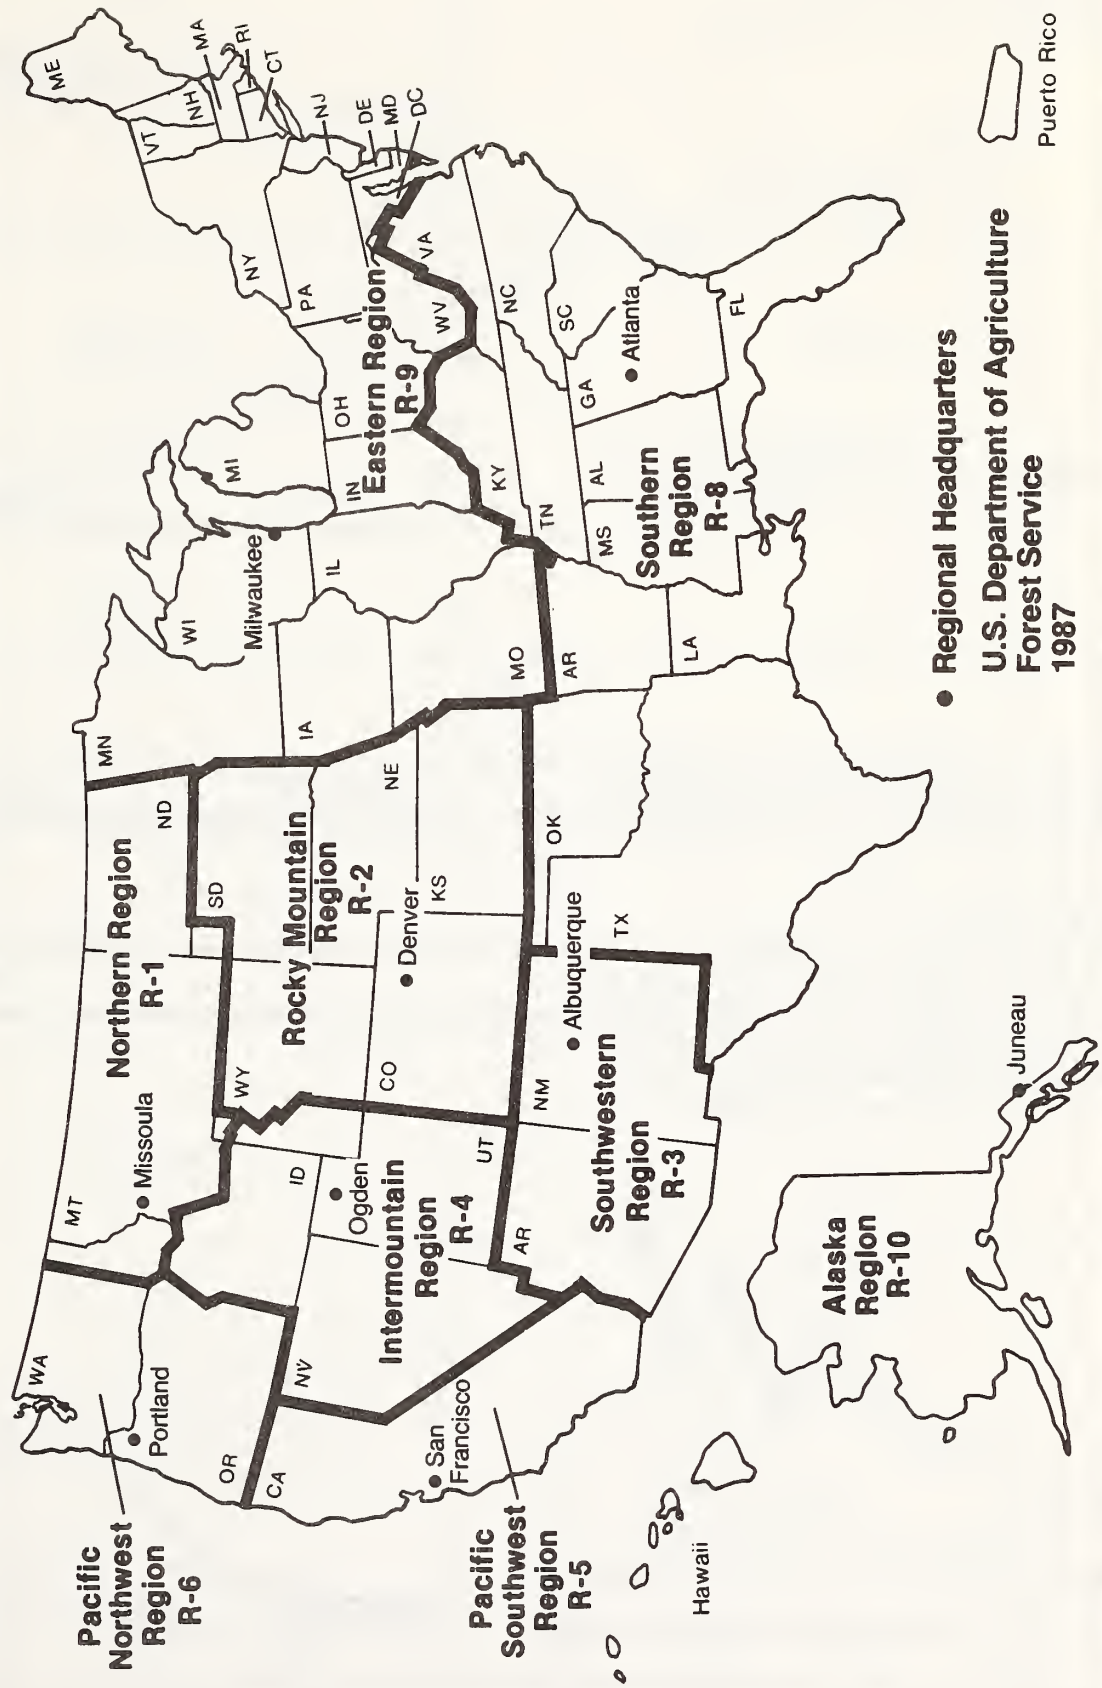 WA
MT
MN
ME
VT
NH
MA
RI
CT
Pacific
Northwest
Region
R-6
Portland
Missoula
Northern Region
R-1
ND
SD
WI
MI
NY
OR
ID
WY
Rocky Mountain
Region
R-2
IA
Milwaukee
IL
IN
OH
PA
NJ
DE
MD
DC
Eastern Region
R-9
CA
NV
Ogden
Intermountain
Region
R-4
UT
CO
Denver
NE
KS
MO
KY
WV
VA
San
Francisco
Pacific
Southwest
Region
R-5
AR
NM
Albuquerque
OK
TX
AR
TN
NC
SC
Southwestern
Region
R-3
LA
MS
AL
GA
Atlanta
FL
Southern
Region
R-8
Hawaii
Alaska
Region
R-10
Juneau
Puerto Rico
Regional Headquarters
U.S. Department of Agriculture
Forest Service
1987